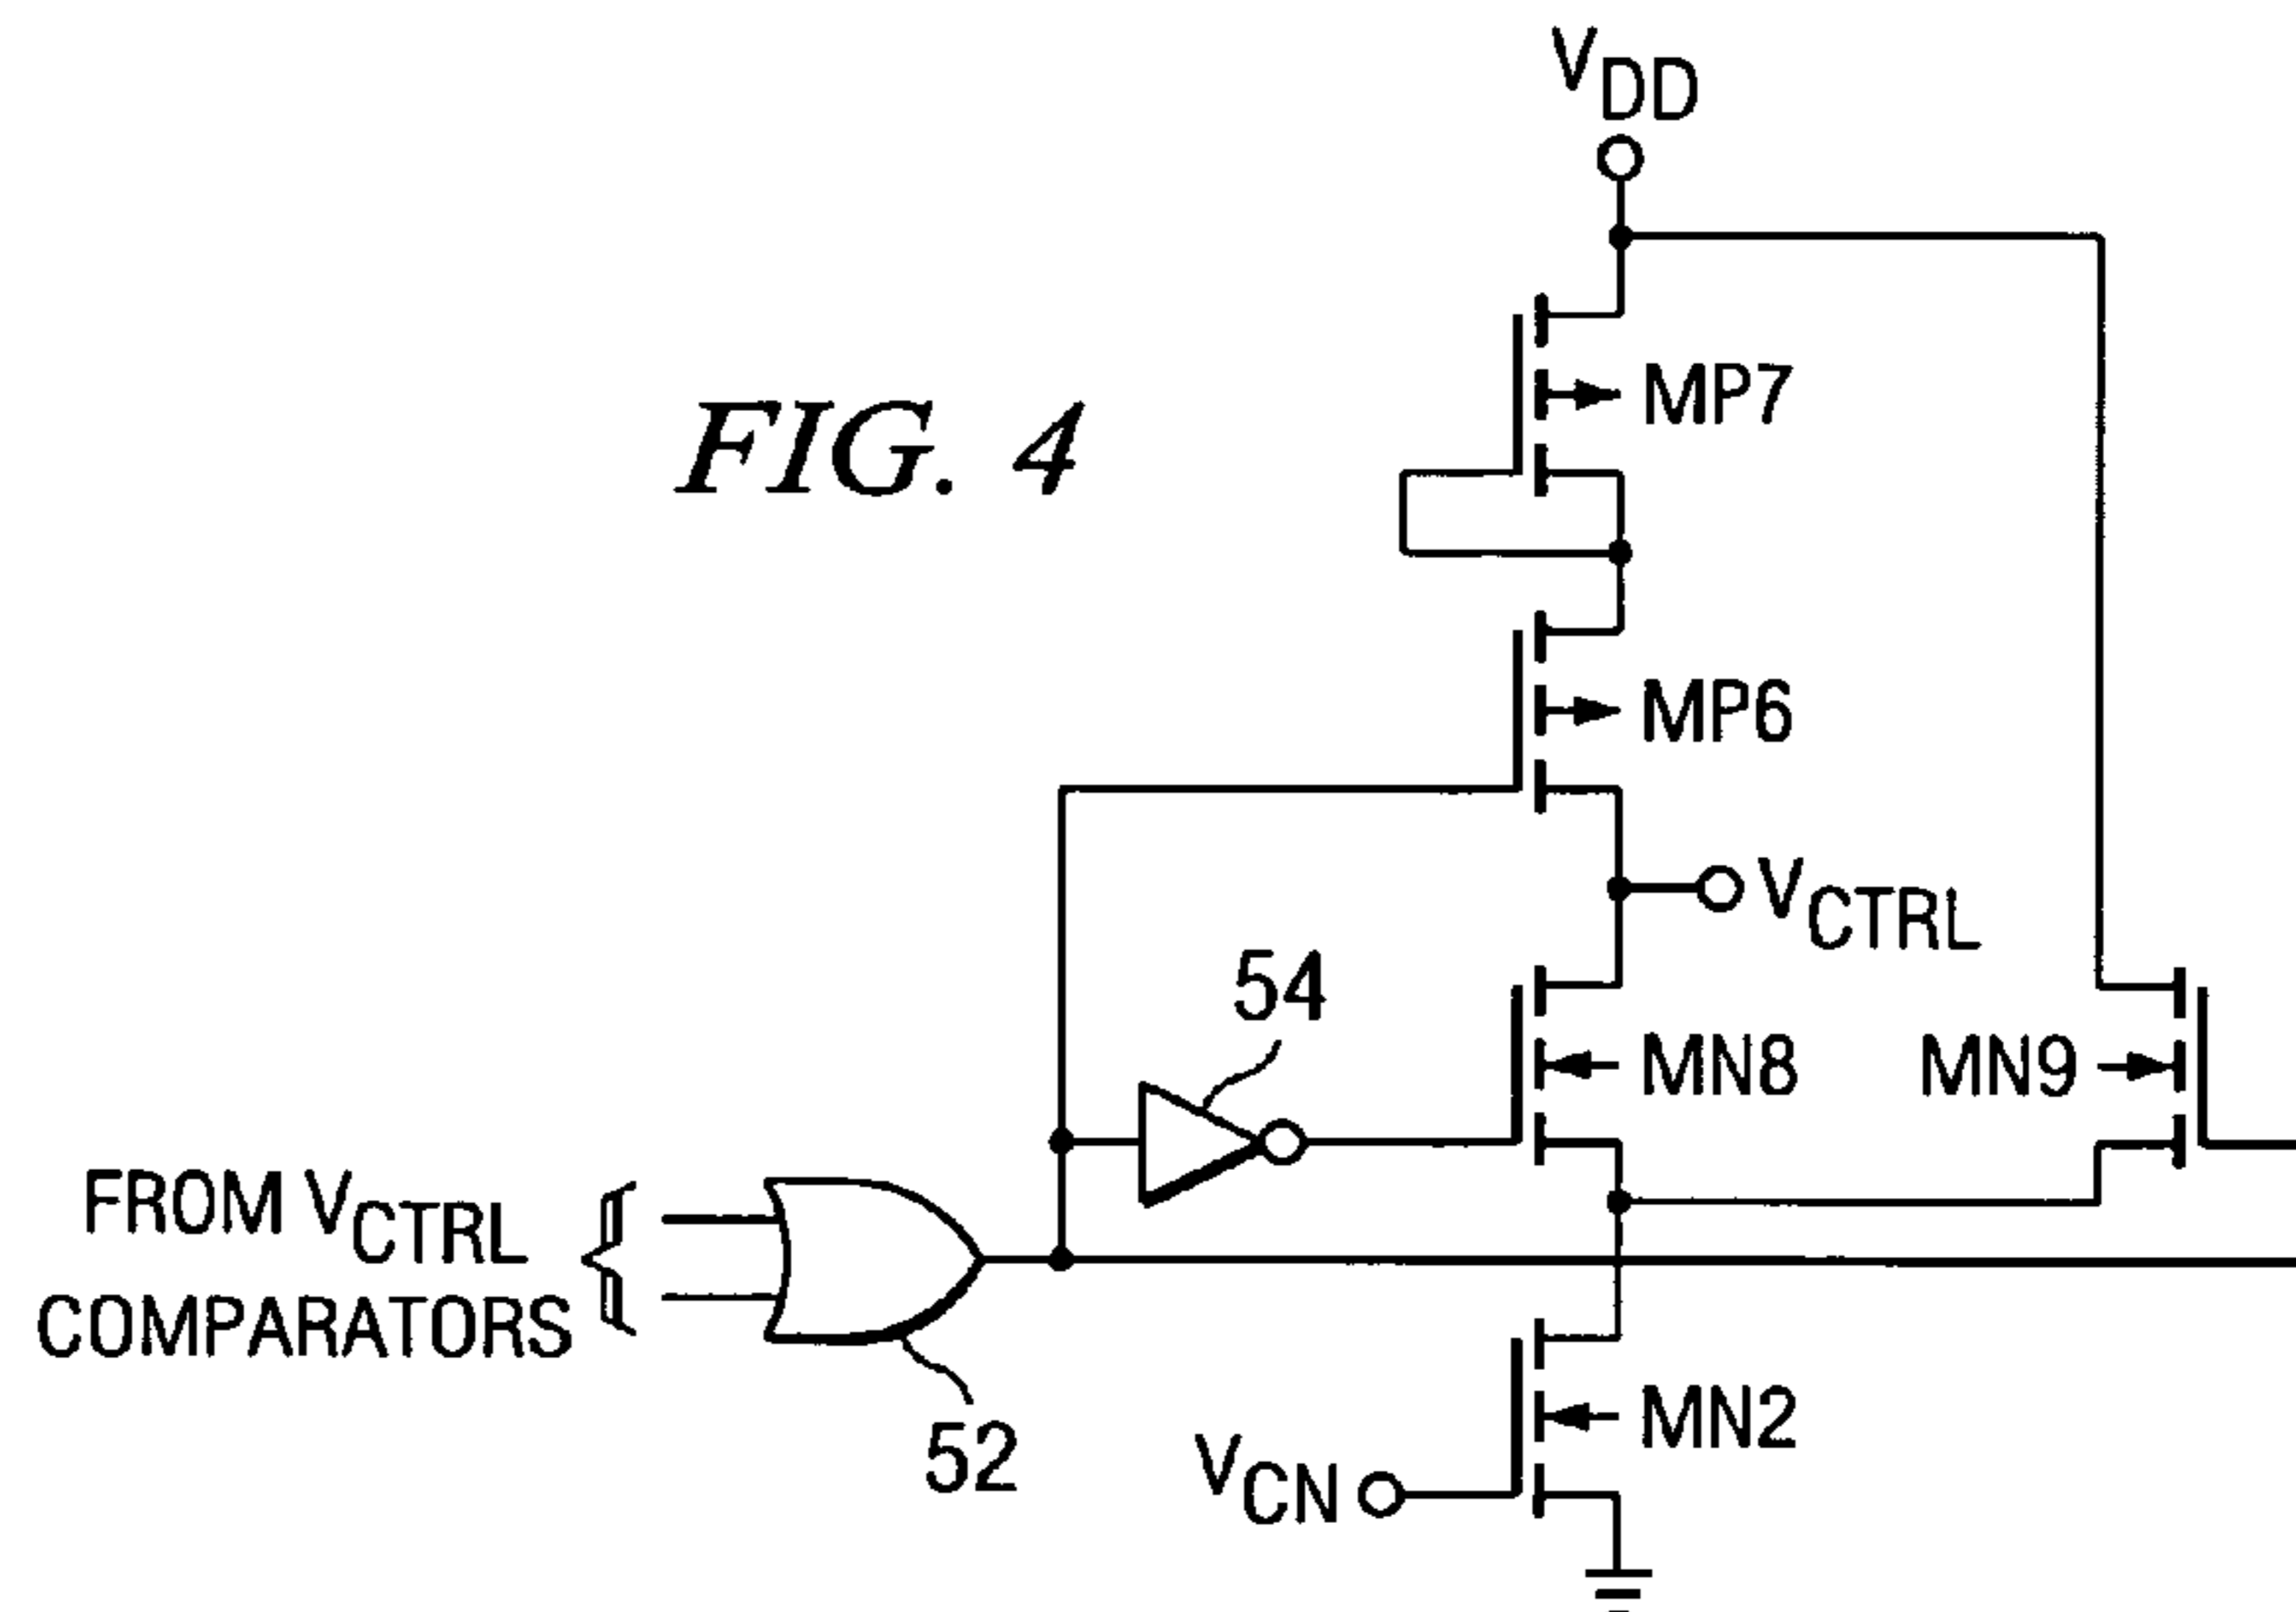 VDD
MP7
FIG. 4
MP6
VCTRL
54
MN8
MN9
FROM VCTRL
COMPARATORS
52
MN2
VCN